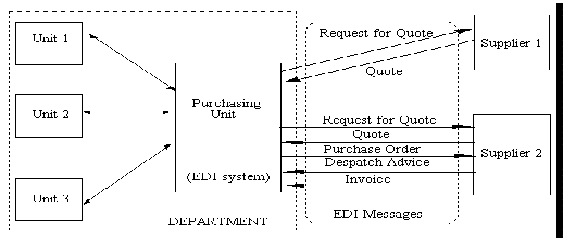 Unit 1
Unit 2
Unit 3
Purchasing
Unit
(EDI system)
DEPARTMENT
Request for Quote
Quote
Request for Quote
Quote
Purchase Order
Despatch Advice
Invoice
EDI Messages
Supplier 1
Supplier 2